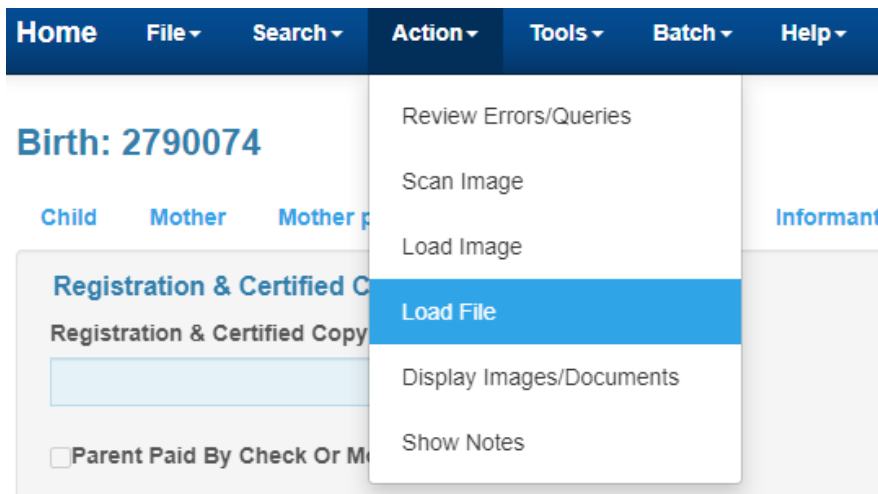 Home File Search Action Tools Batch Help
Birth: 2790074
Child Mother Mother Informant
Registration & Certified
Registration & Certified Copy
Parent Paid By Check Or
Review Errors/Queries
Scan Image
Load Image
Load File
Display Images/Documents
Show Notes